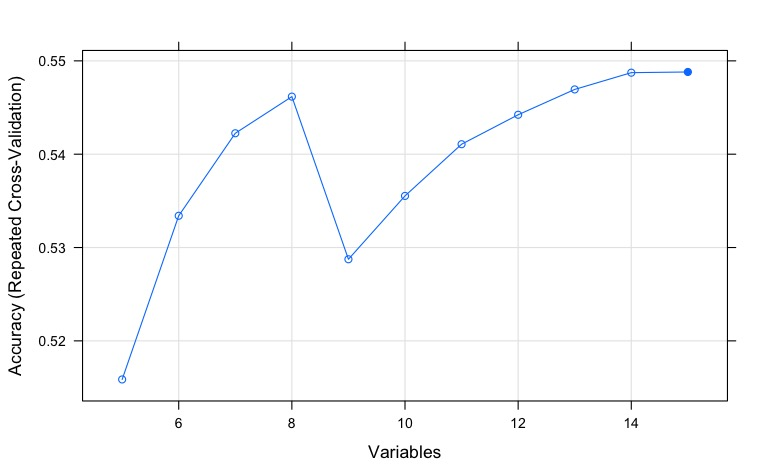 Accuracy (Repeated Cross-Validation)
0.55
0.54
0.53
0.52
6 8 10 12 14
Variables